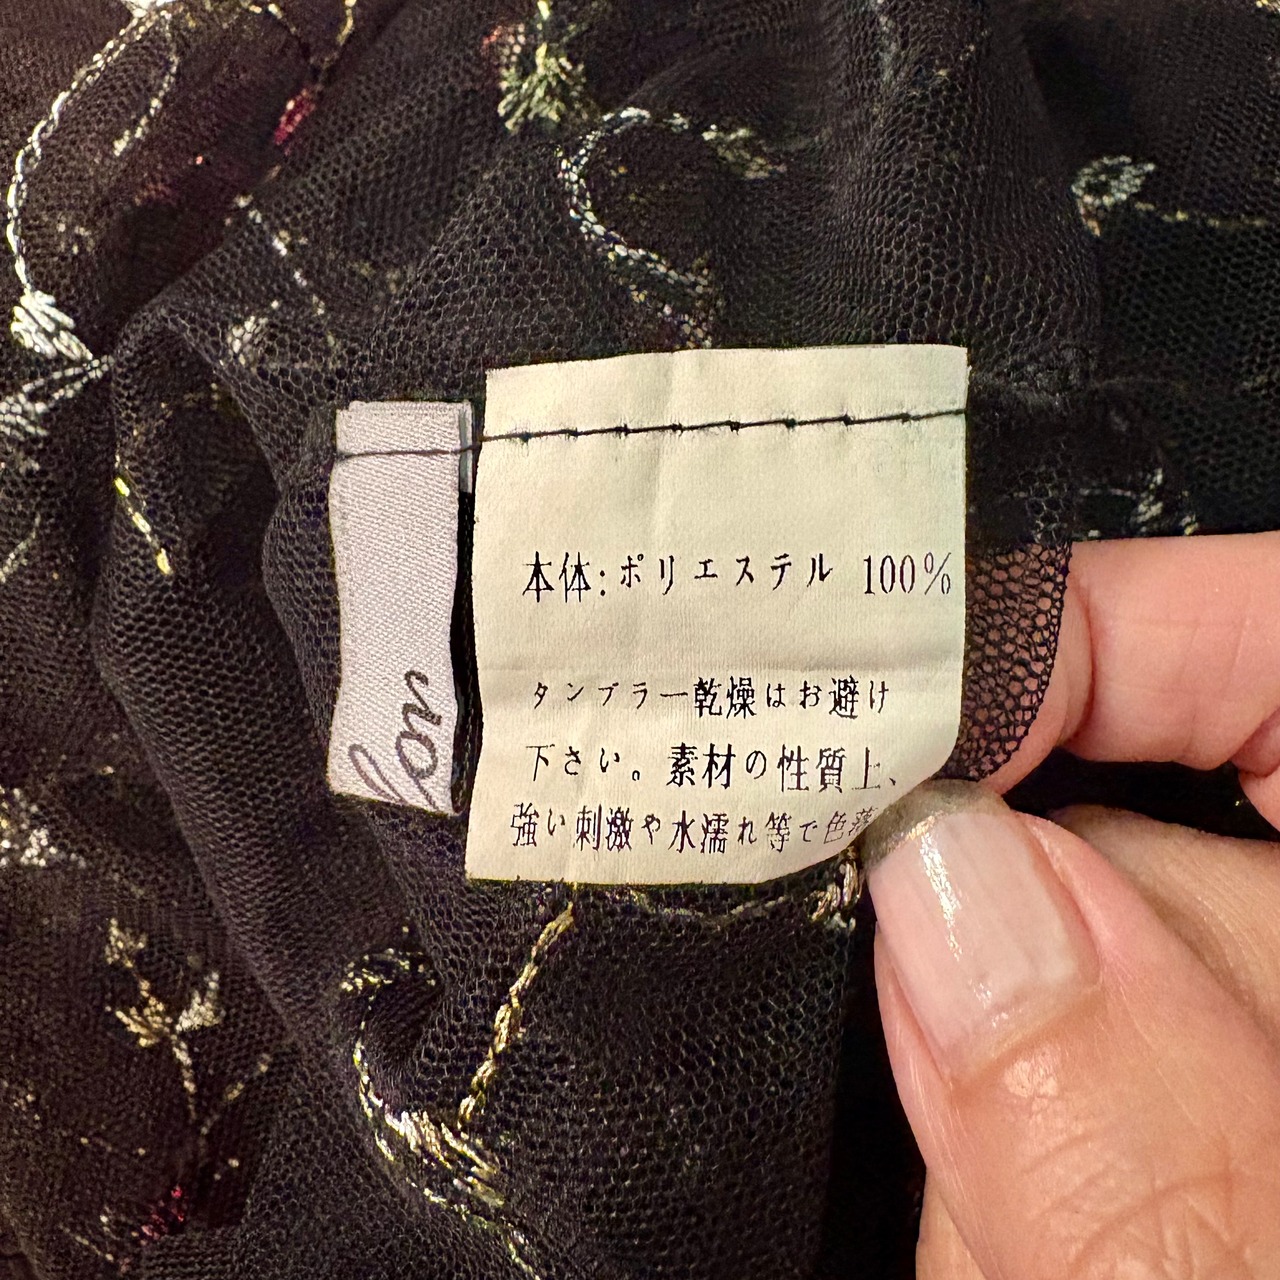 本体：ポリエステル 100%
タンブラー乾燥はお避け
下さい。素材の性質上、
強い刺激や水濡れ等で色落